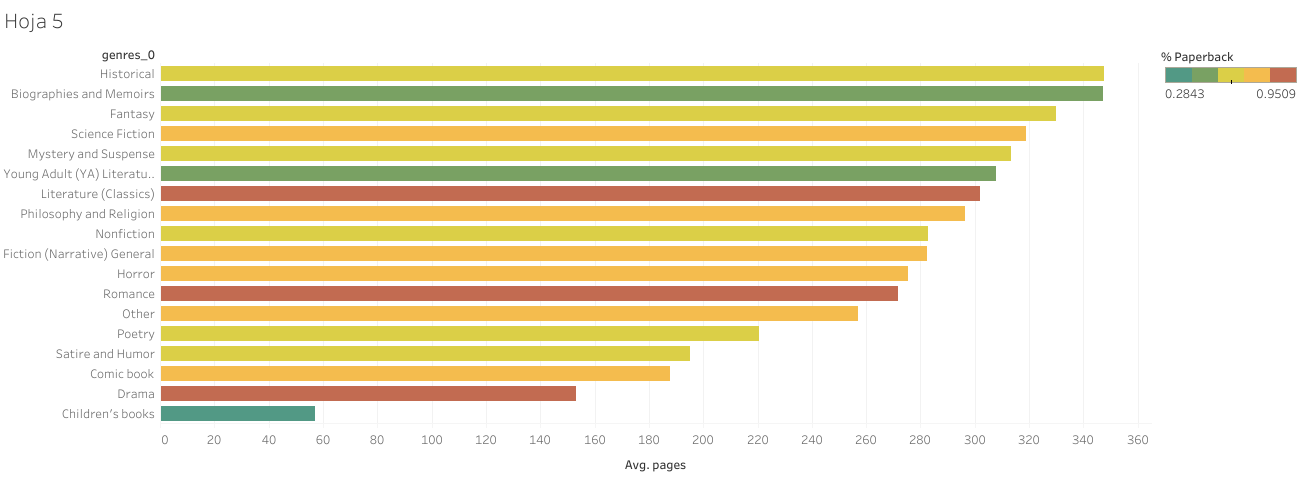 Hoja 5
genres_0
Historical
Biographies and Memoirs
Fantasy
Science Fiction
Mystery and Suspense
Young Adult (YA) Literatu..
Literature (Classics)
Philosophy and Religion
Nonfiction
Fiction (Narrative) General
Horror
Romance
Other
Poetry
Satire and Humor
Comic book
Drama
Children's books
0 20 40 60 80 100 120 140 160 180 200 220 240 260 280 300 320 340 360
Avg. pages
% Paperback
0.2843 0.9509